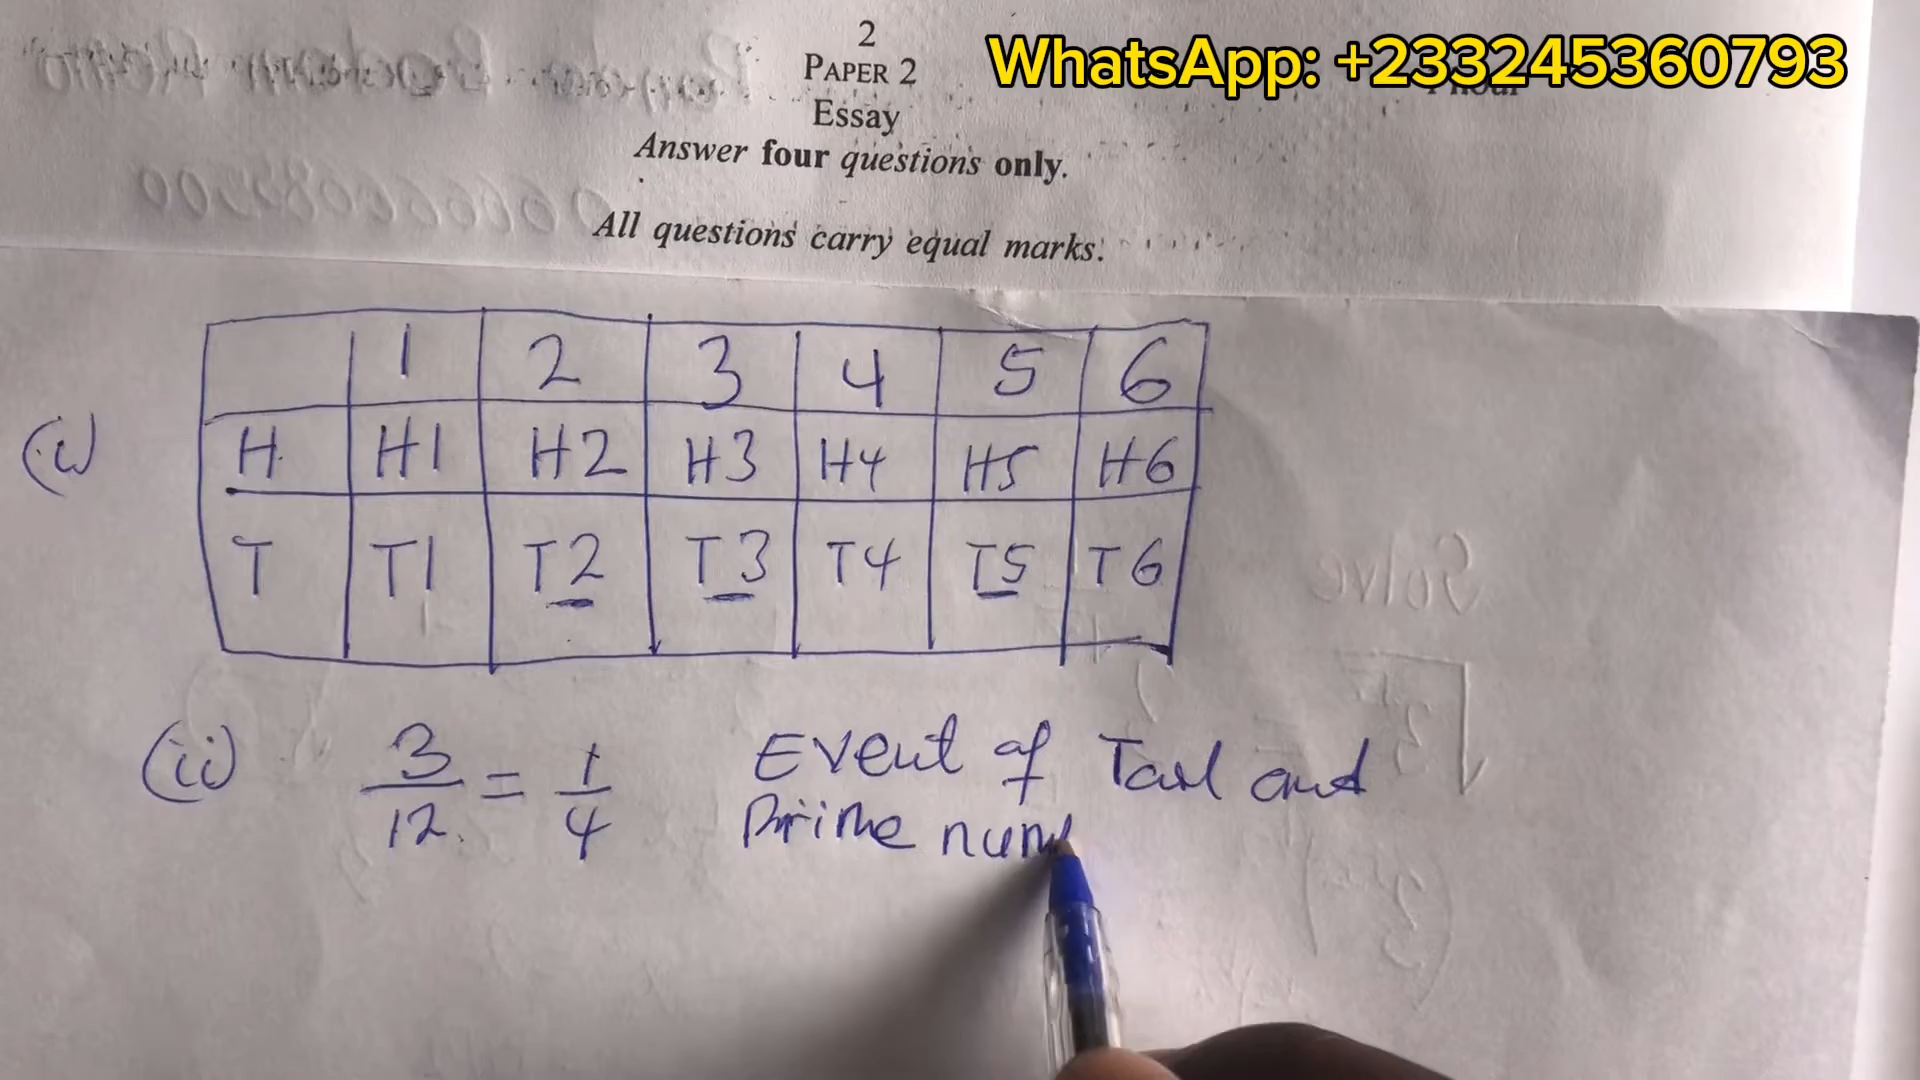 2
WhatsApp: +233245360793
PAPER 2
Essay
Answer four questions only.
All questions carry equal marks.
1 2 3 4 5 6
(i) H H1 H2 H3 H4 H5 H6
T T1 T2 T3 T4 T5 T6
(ii) 3/12 = 1/4 Event of Tail and
Prime num